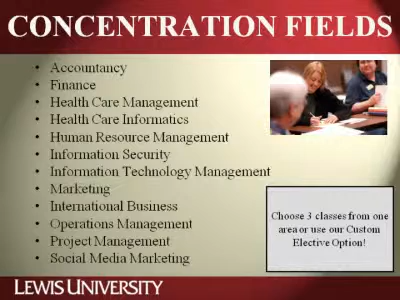 CONCENTRATION FIELDS
• Accountancy
• Finance
• Health Care Management
• Health Care Informatics
• Human Resource Management
• Information Security
• Information Technology Management
• Marketing
• International Business
• Operations Management
• Project Management
• Social Media Marketing
Choose 3 classes from one
area or use our Custom
Elective Option!
LEWIS UNIVERSITY